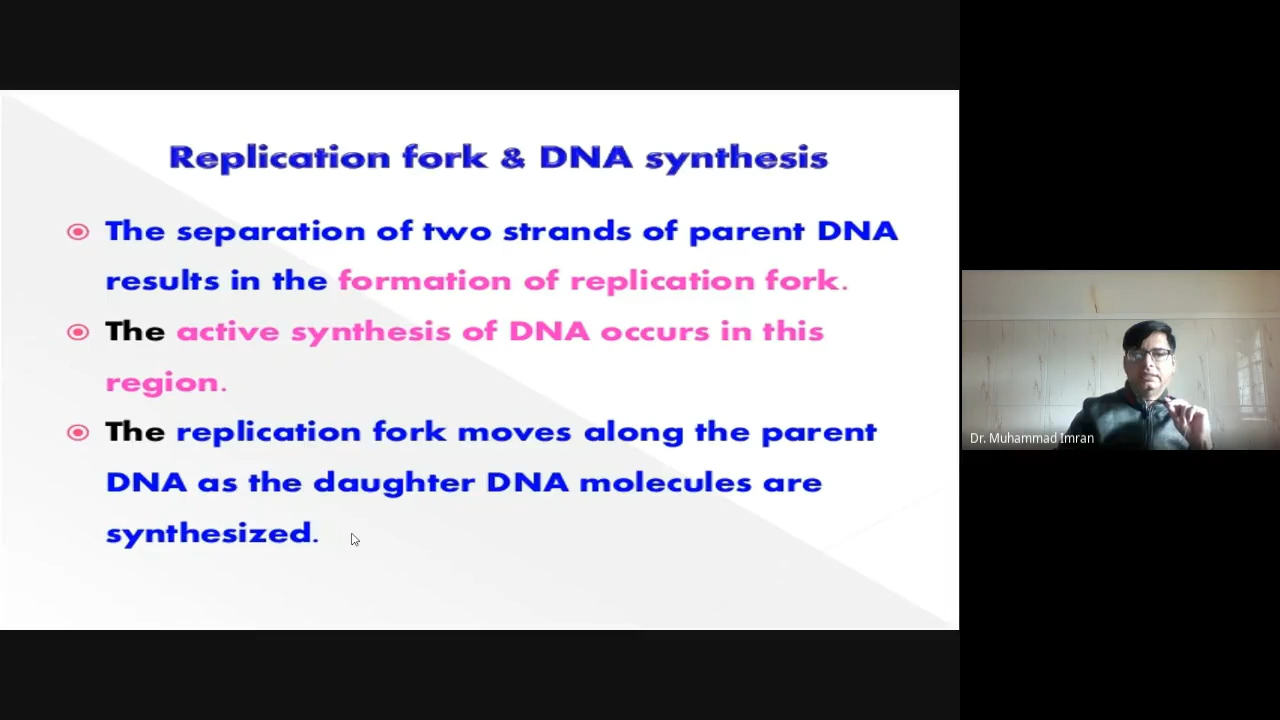 Replication fork & DNA synthesis
The separation of two strands of parent DNA
results in the formation of replication fork.
The active synthesis of DNA occurs in this
region.
The replication fork moves along the parent
DNA as the daughter DNA molecules are
synthesized.
Dr. Muhammad Imran